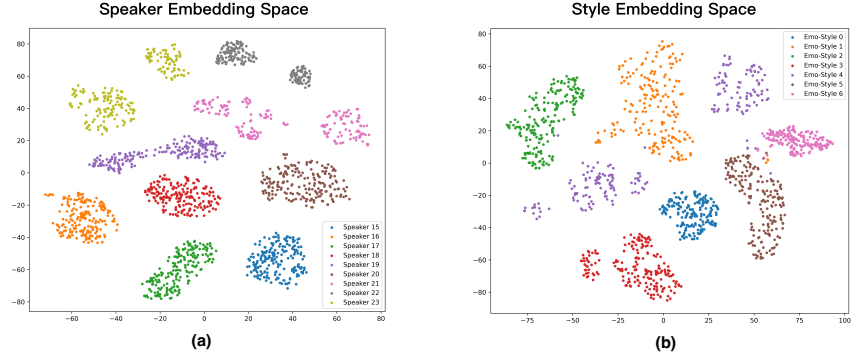 Speaker Embedding Space
80
60
40
20
0
−20
−40
−60
−80
−60
−40
−20
0
20
40
60
80
Speaker 15
Speaker 16
Speaker 17
Speaker 18
Speaker 19
Speaker 20
Speaker 21
Speaker 22
Speaker 23
(a)
Style Embedding Space
80
60
40
20
0
−20
−40
−60
−80
−75
−50
−25
0
25
50
75
100
Emo-Style 0
Emo-Style 1
Emo-Style 2
Emo-Style 3
Emo-Style 4
Emo-Style 5
Emo-Style 6
(b)